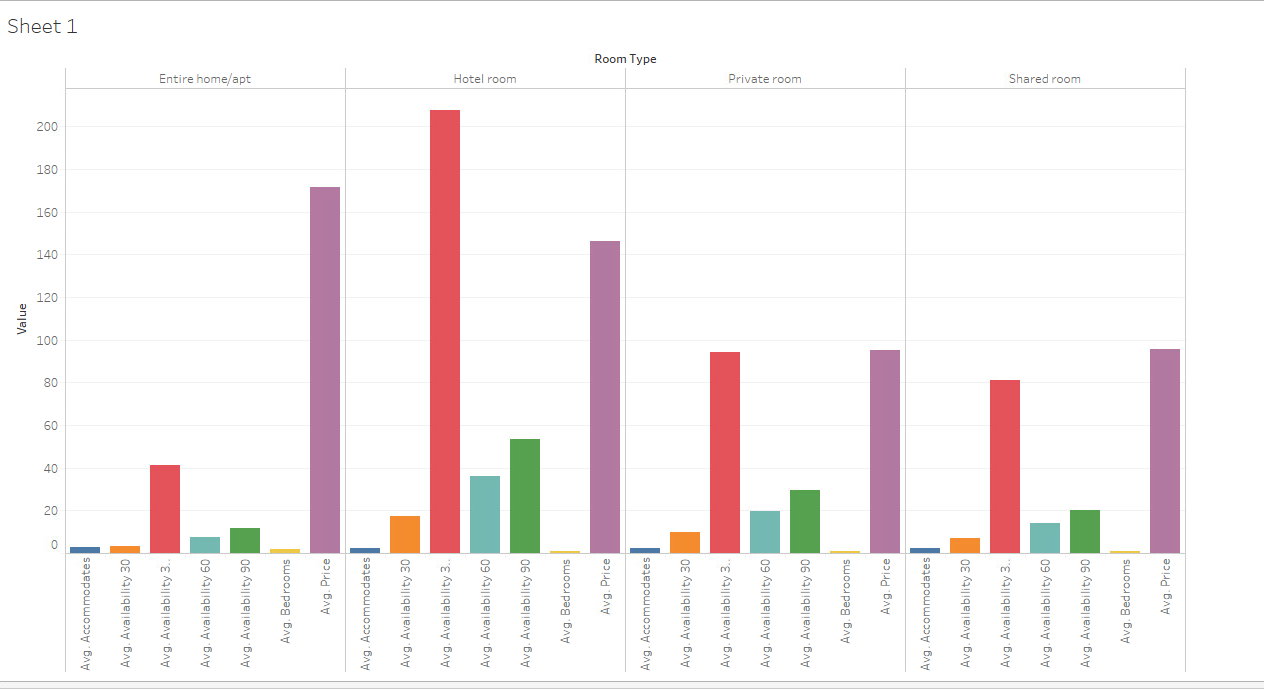 Sheet 1
Room Type
Entire home/apt Hotel room Private room Shared room
Value
200
180
160
140
120
100
80
60
40
20
0
Avg. Accommodates
Avg. Availability 30
Avg. Availability 3..
Avg. Availability 60
Avg. Availability 90
Avg. Bedrooms
Avg. Price
Avg. Accommodates
Avg. Availability 30
Avg. Availability 3..
Avg. Availability 60
Avg. Availability 90
Avg. Bedrooms
Avg. Price
Avg. Accommodates
Avg. Availability 30
Avg. Availability 3..
Avg. Availability 60
Avg. Availability 90
Avg. Bedrooms
Avg. Price
Avg. Accommodates
Avg. Availability 30
Avg. Availability 3..
Avg. Availability 60
Avg. Availability 90
Avg. Bedrooms
Avg. Price